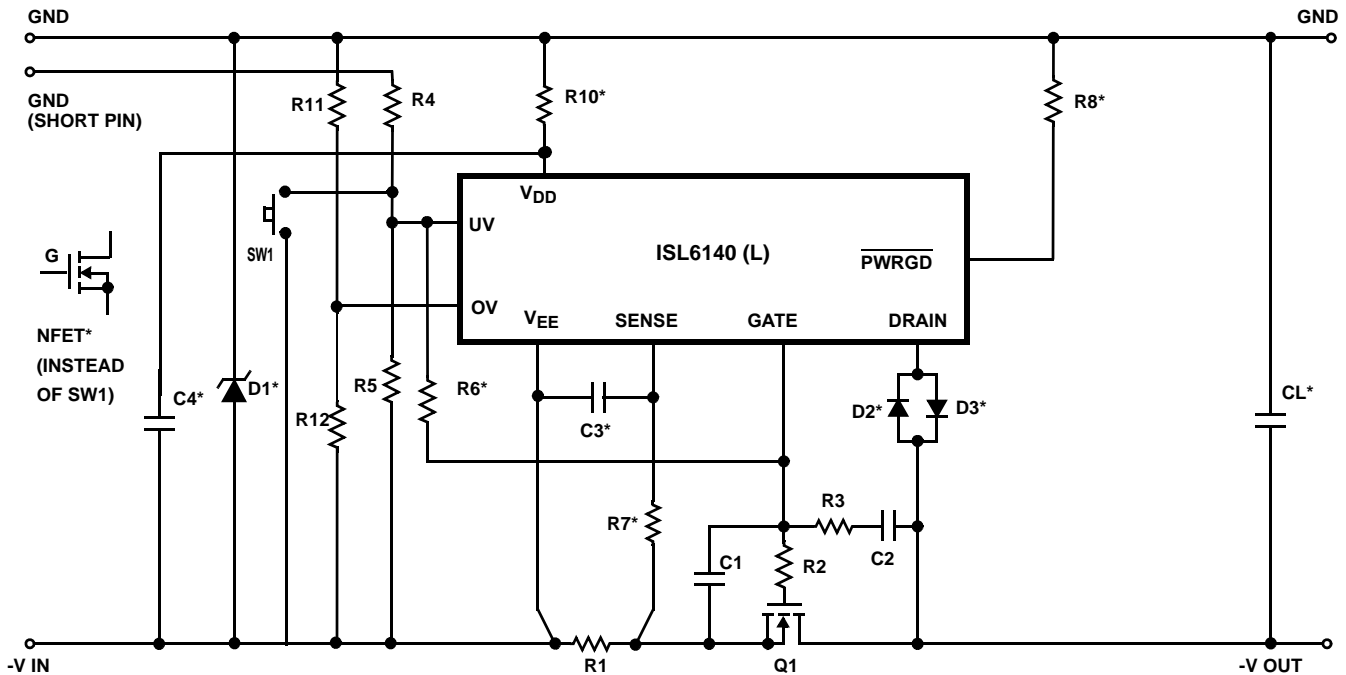 GND
GND
GND
(SHORT PIN)
R11
R4
R10*
R8*
VDD
UV
SW1
ISL6140 (L)
PWRGD
G
OV
VEE
SENSE
GATE
DRAIN
NFET*
(INSTEAD
OF SW1)
C4*
D1*
R12
R5
R6*
C3*
D2*
D3*
CL*
R7*
R3
C1
R2
C2
-V IN
R1
Q1
-V OUT